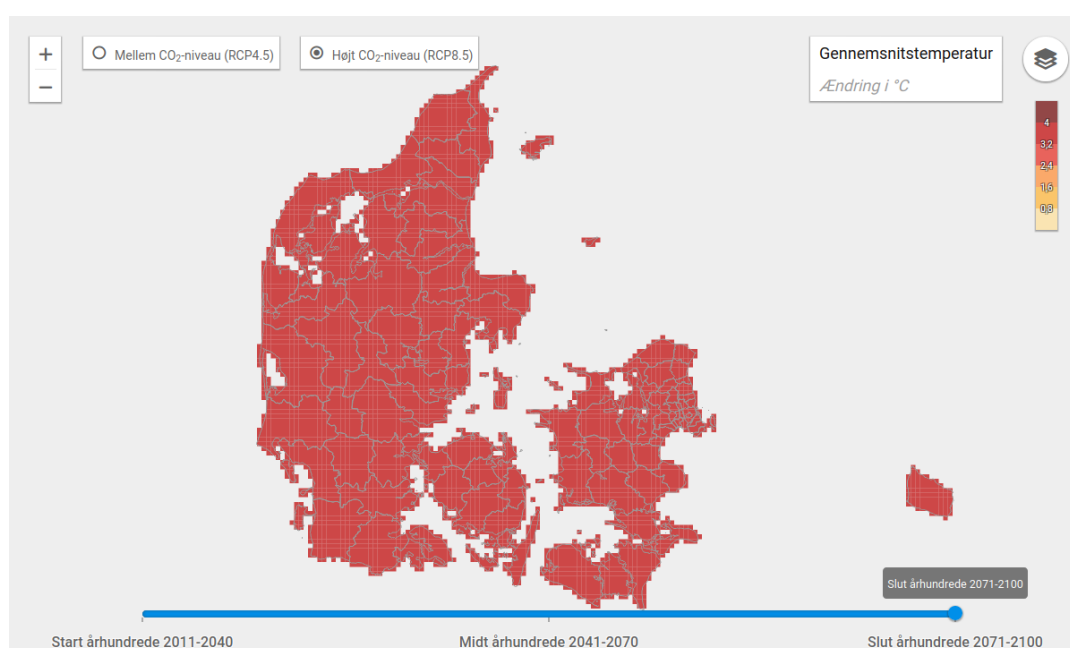 +
−
Mellem CO₂-niveau (RCP4.5)
Højt CO₂-niveau (RCP8.5)
Gennemsnitstemperatur
Ændring i °C
4
3,2
2,4
1,6
0,8
Slut århundrede 2071-2100
Start århundrede 2011-2040
Midt århundrede 2041-2070
Slut århundrede 2071-2100